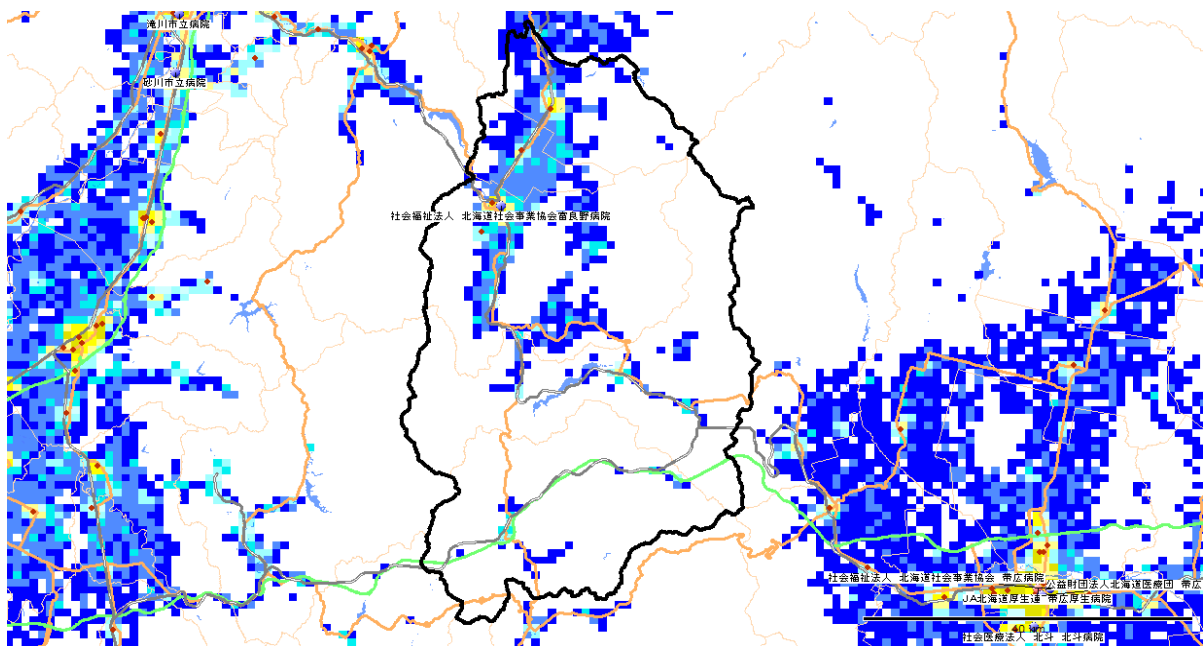 滝川市立病院
砂川市立病院
社会福祉法人 北海道社会事業協会富良野病院
社会福祉法人 北海道社会事業協会 帯広病院
公益財団法人北海道医療団 帯広
JA北海道厚生連 帯広厚生病院
40 km
社会医療法人 北斗 北斗病院